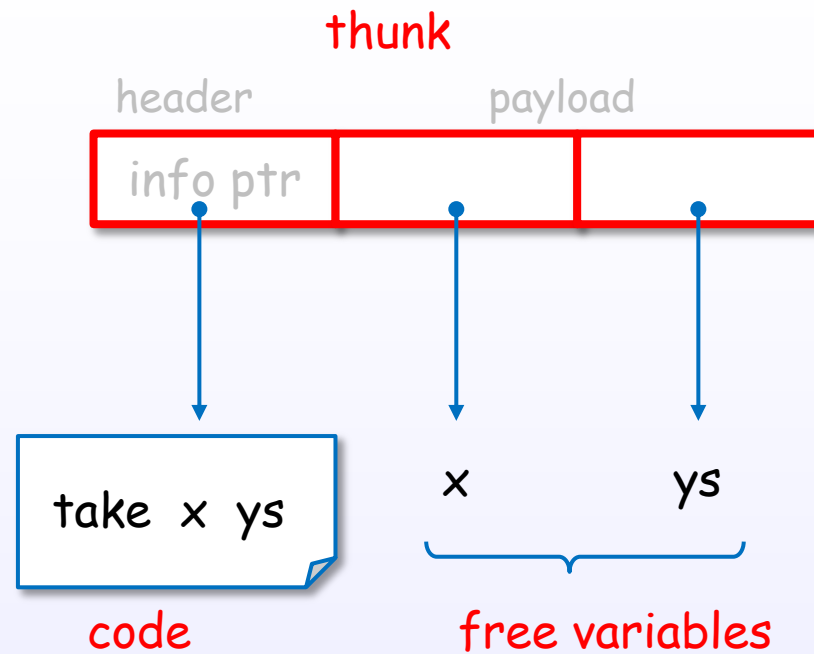 thunk
header payload
info ptr
take x ys
x ys
code
free variables